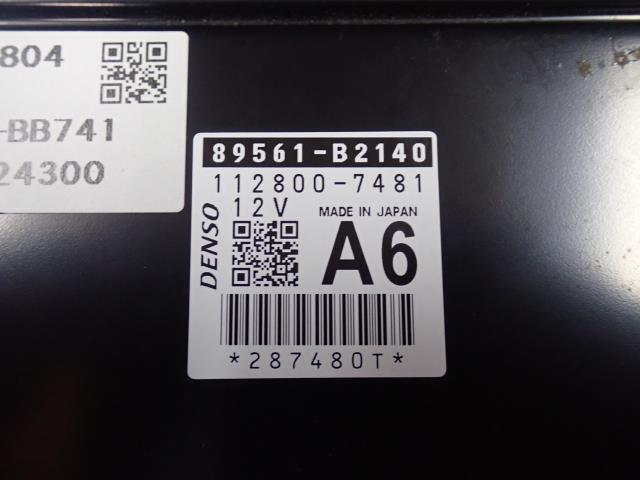 804
-BB741
24300
89561-B2140
112800-7481
12V MADE IN JAPAN
DENSO
A6
*287480T*